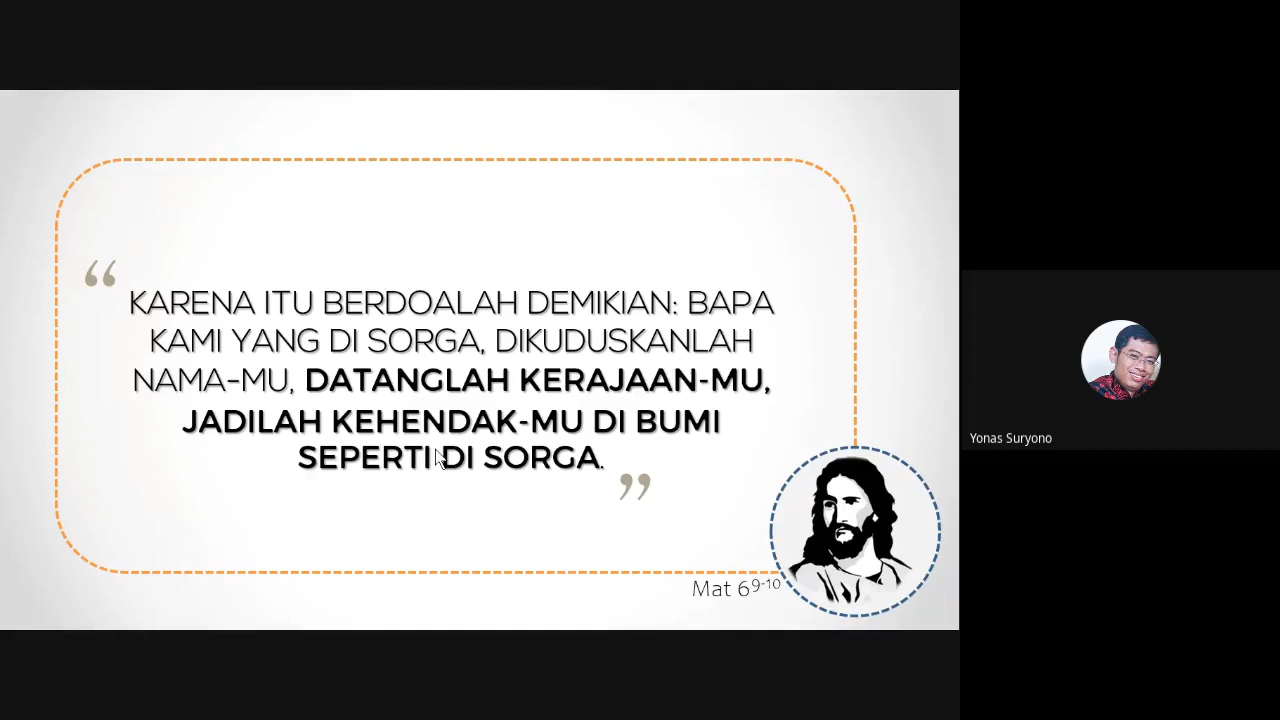 “
KARENA ITU BERDOALAH DEMIKIAN: BAPA
KAMI YANG DI SORGA, DIKUDUSKANLAH
NAMA-MU, DATANGLAH KERAJAAN-MU,
JADILAH KEHENDAK-MU DI BUMI
SEPERTI DI SORGA.
”
Mat 6⁹⁻¹⁰
Yonas Suryono